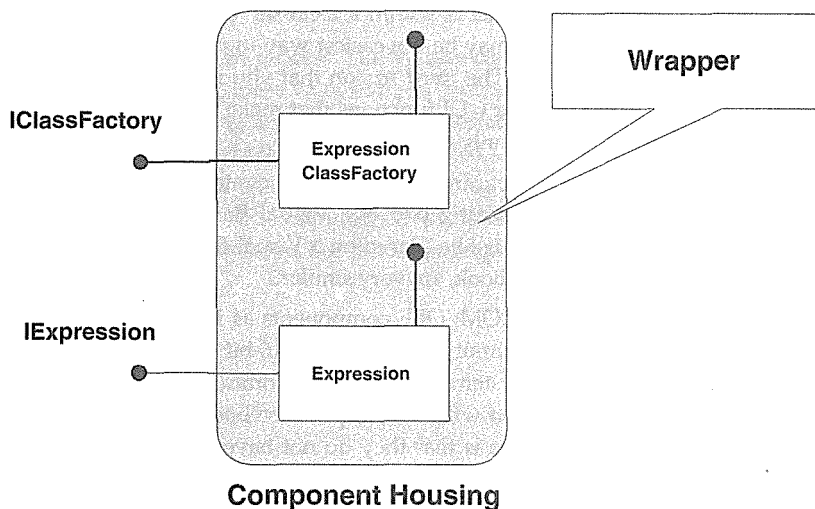 Wrapper
IClassFactory
Expression
ClassFactory
IExpression
Expression
Component Housing